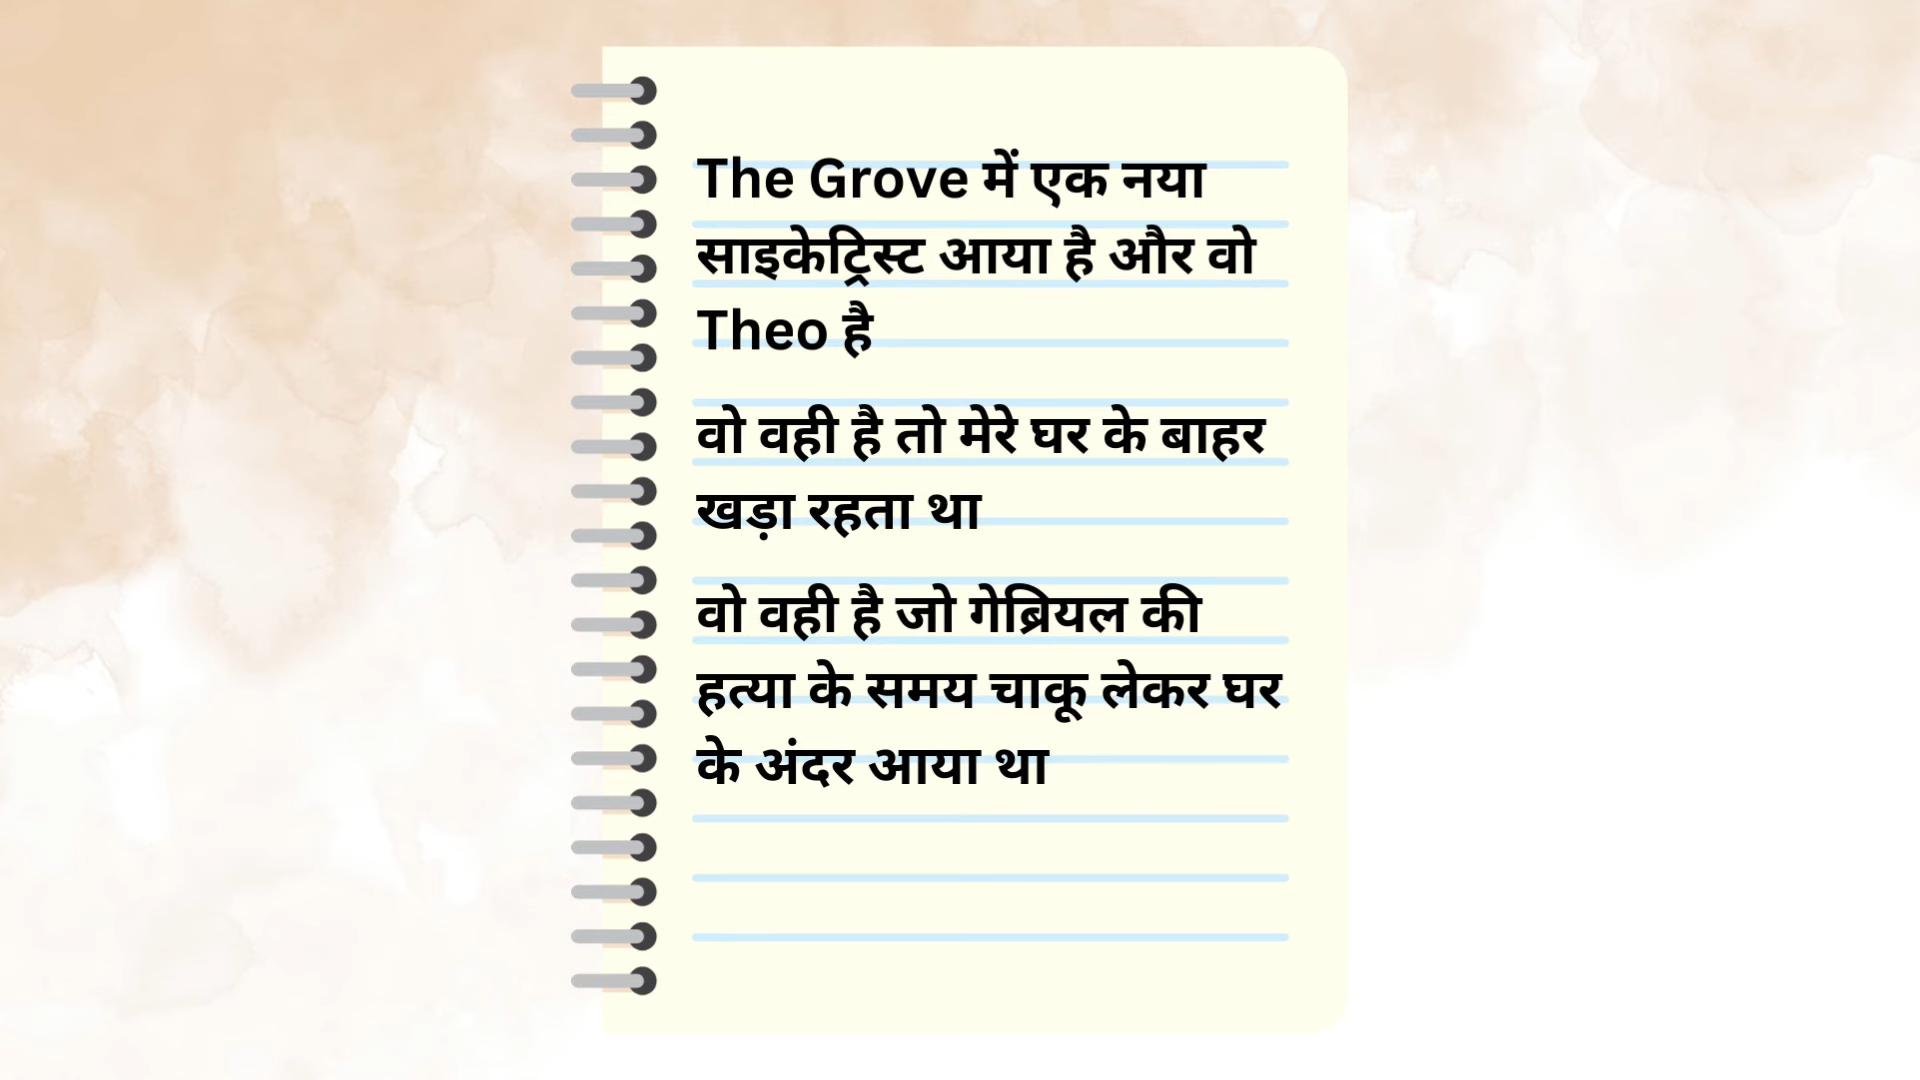 The Grove में एक नया
साइकेट्रिस्ट आया है और वो
Theo है
वो वही है तो मेरे घर के बाहर
खड़ा रहता था
वो वही है जो गेब्रियल की
हत्या के समय चाकू लेकर घर
के अंदर आया था